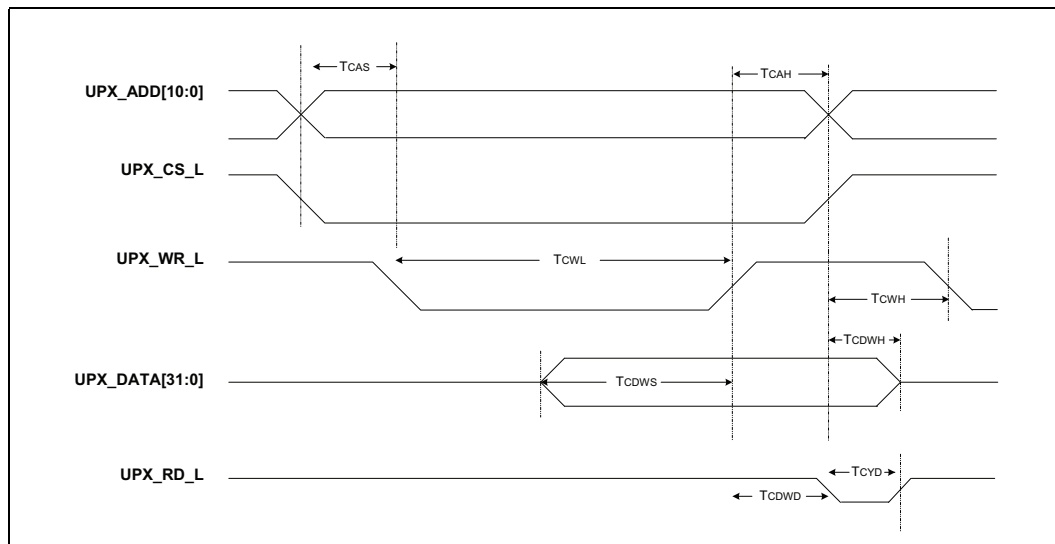 TCAS
TCAH
UPX_ADD[10:0]
UPX_CS_L
UPX_WR_L
TCWL
TCWH
TCDWH
UPX_DATA[31:0]
TCDWS
UPX_RD_L
TCYD
TCDWD